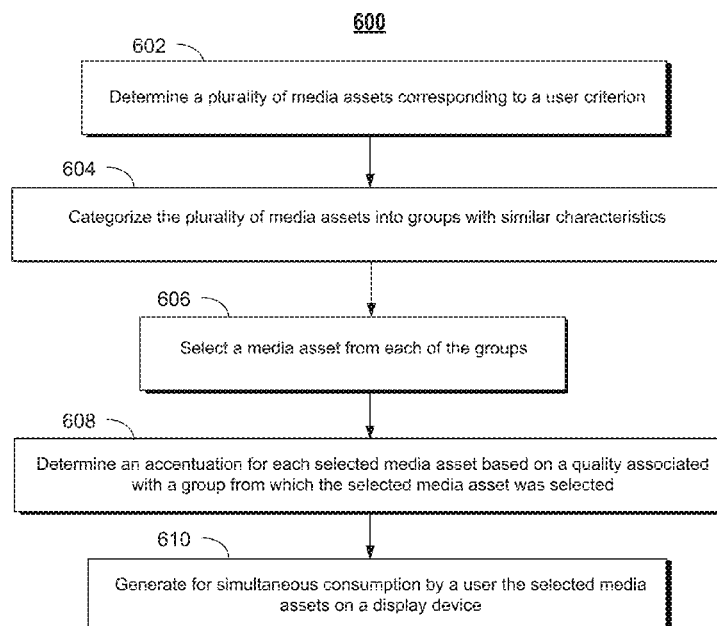 600
602
Determine a plurality of media assets corresponding to a user criterion
604
Categorize the plurality of media assets into groups with similar characteristics
606
Select a media asset from each of the groups
608
Determine an accentuation for each selected media asset based on a quality associated
with a group from which the selected media asset was selected
610
Generate for simultaneous consumption by a user the selected media
assets on a display device